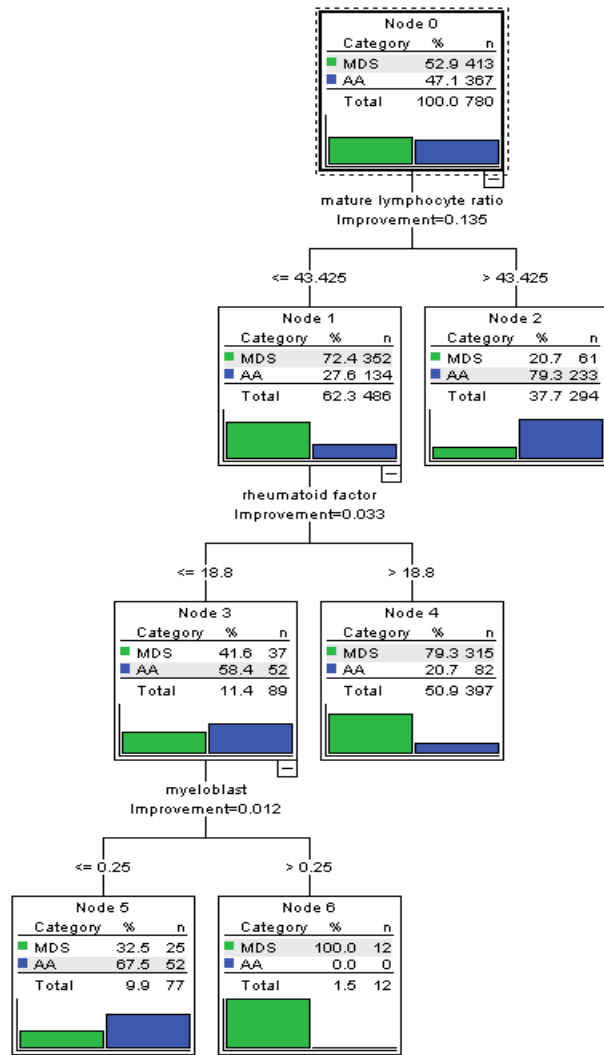 Node 0
Category % n
MDS 52.9 413
AA 47.1 367
Total 100.0 780
mature lymphocyte ratio
Improvement=0.135
<= 43.425
> 43.425
Node 1
Category % n
MDS 72.4 352
AA 27.6 134
Total 62.3 486
Node 2
Category % n
MDS 20.7 61
AA 79.3 233
Total 37.7 294
rheumatoid factor
Improvement=0.033
<= 18.8
> 18.8
Node 3
Category % n
MDS 41.6 37
AA 58.4 52
Total 11.4 89
Node 4
Category % n
MDS 79.3 315
AA 20.7 82
Total 50.9 397
myeloblast
Improvement=0.012
<= 0.25
> 0.25
Node 5
Category % n
MDS 32.5 25
AA 67.5 52
Total 9.9 77
Node 6
Category % n
MDS 100.0 12
AA 0.0 0
Total 1.5 12